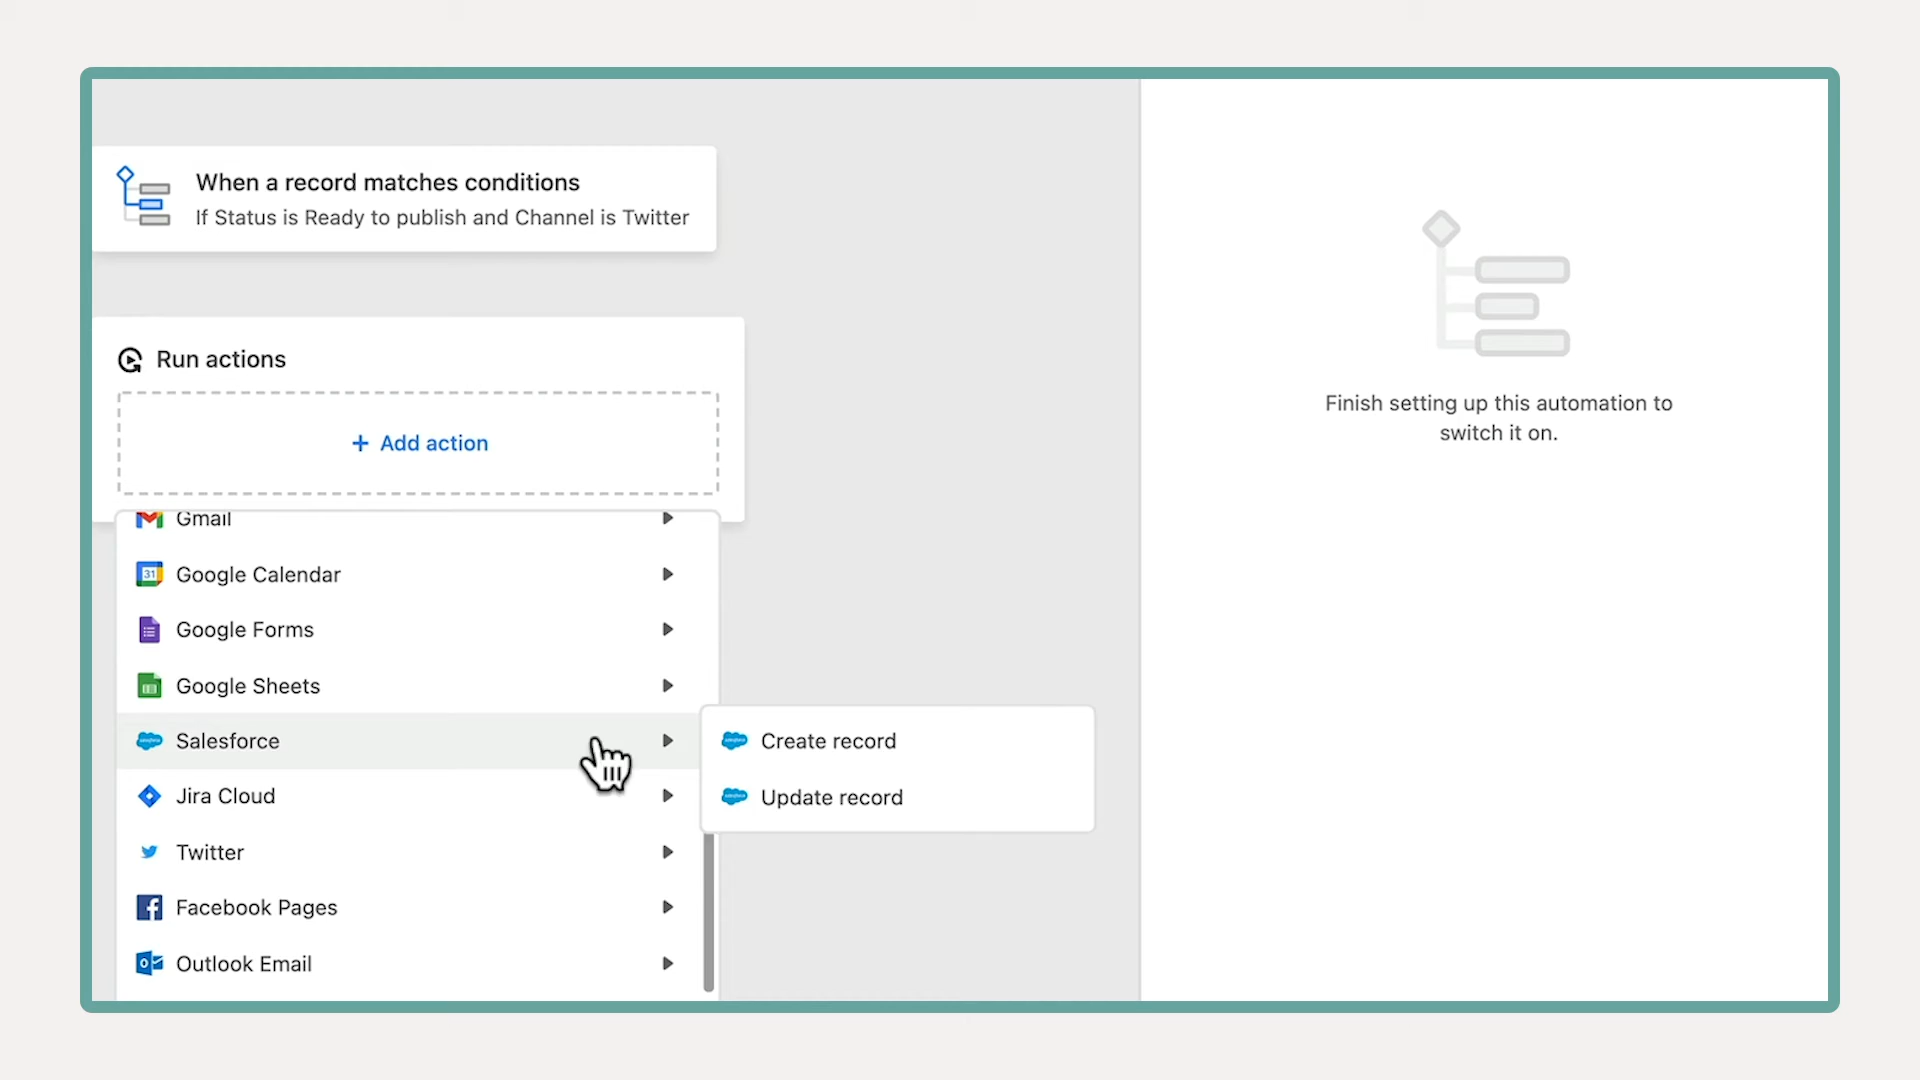 When a record matches conditions
If Status is Ready to publish and Channel is Twitter
Run actions
+ Add action
Gmail
31 Google Calendar
Google Forms
Google Sheets
Salesforce
Jira Cloud
Twitter
Facebook Pages
Outlook Email
Create record
Update record
Finish setting up this automation to
switch it on.